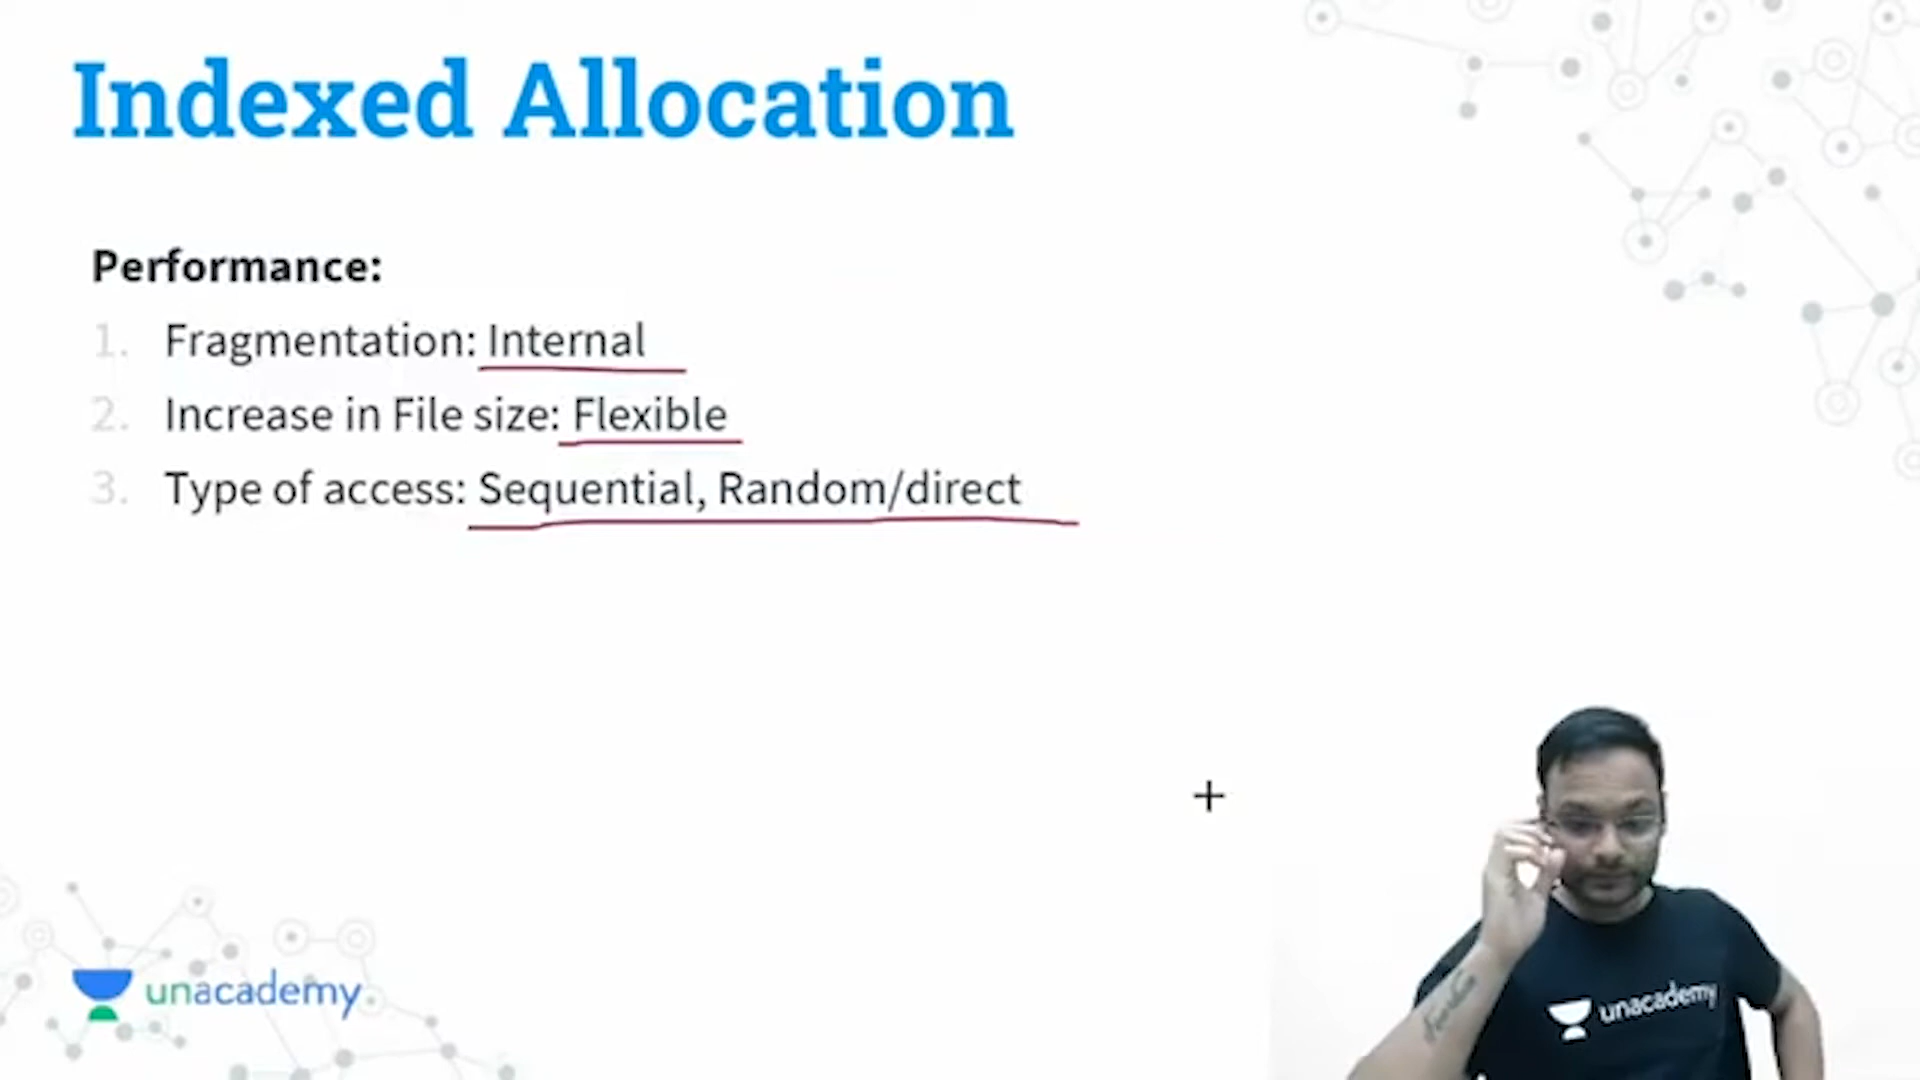 Indexed Allocation
Performance:
1. Fragmentation: Internal
2. Increase in File size: Flexible
3. Type of access: Sequential, Random/direct
unacademy
unacademy